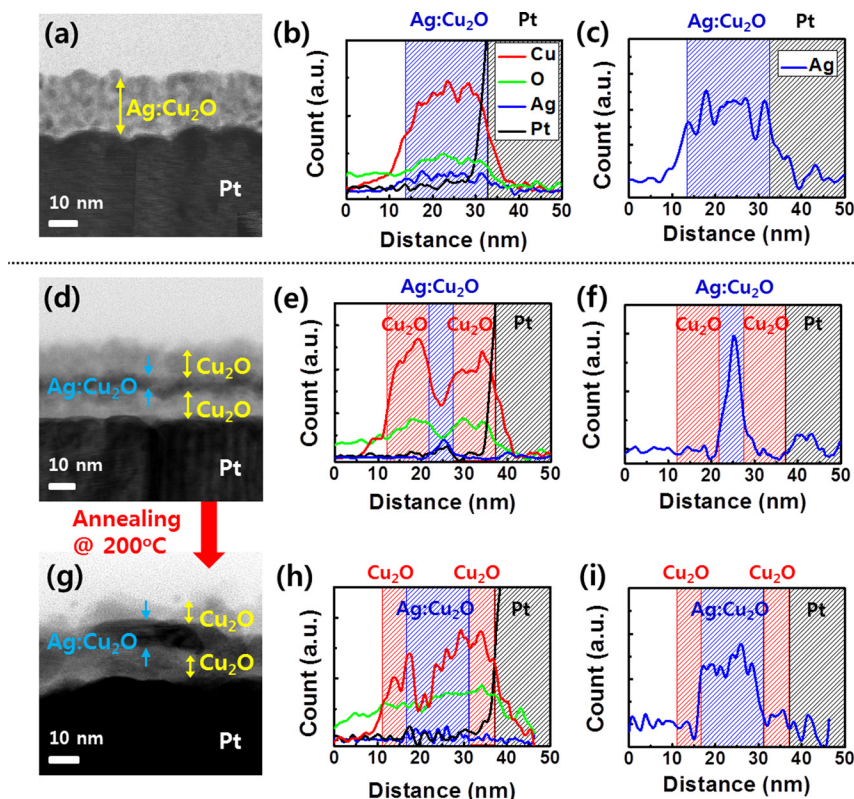 (a)
Ag:Cu₂O
Pt
10 nm
(b)
Ag:Cu₂O Pt
Cu
O
Ag
Pt
Count (a.u.)
0 10 20 30 40 50
Distance (nm)
(c)
Ag:Cu₂O Pt
Ag
Count (a.u.)
0 10 20 30 40 50
Distance (nm)
(d)
Cu₂O
Ag:Cu₂O
Cu₂O
Pt
10 nm
(e)
Ag:Cu₂O
Cu₂O Cu₂O Pt
Count (a.u.)
0 10 20 30 40 50
Distance (nm)
(f)
Ag:Cu₂O
Cu₂O Cu₂O Pt
Count (a.u.)
0 10 20 30 40 50
Distance (nm)
Annealing
@ 200°C
(g)
Cu₂O
Ag:Cu₂O
Cu₂O
Pt
10 nm
(h)
Cu₂O Cu₂O
Ag:Cu₂O Pt
Count (a.u.)
0 10 20 30 40 50
Distance (nm)
(i)
Cu₂O Cu₂O
Ag:Cu₂O Pt
Count (a.u.)
0 10 20 30 40 50
Distance (nm)